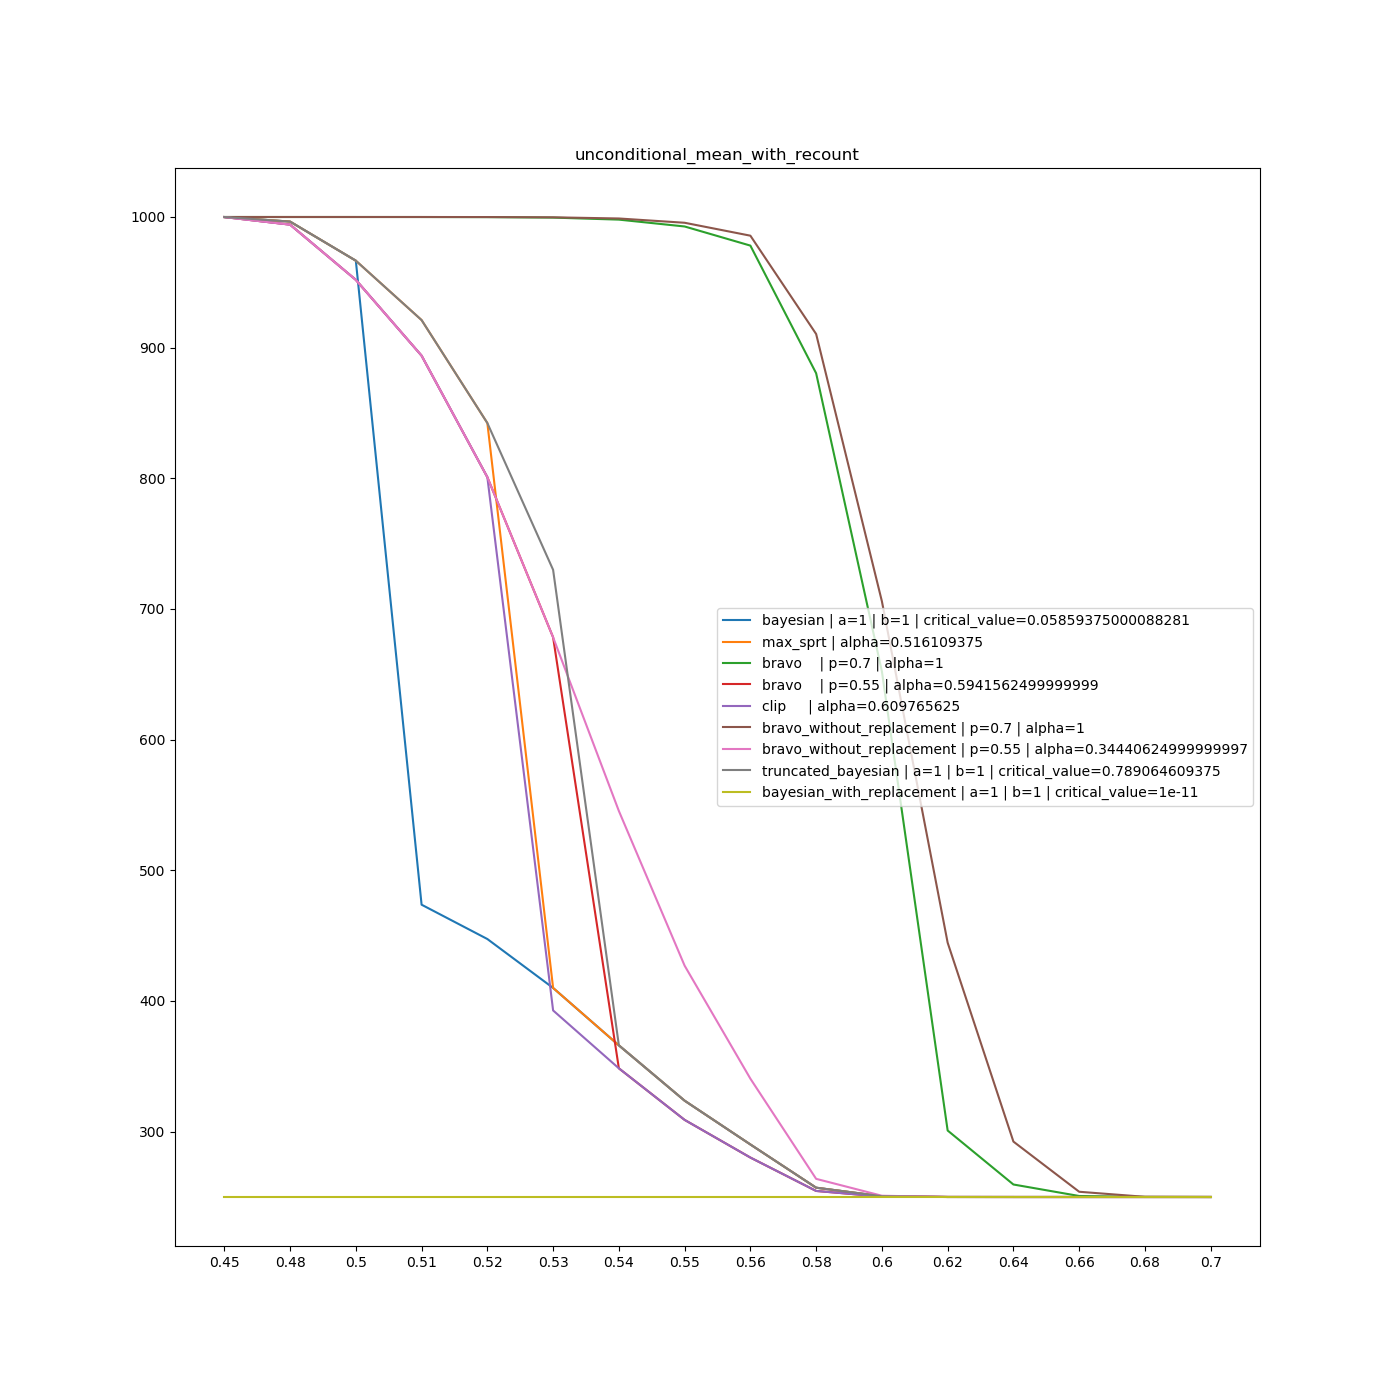 unconditional_mean_with_recount
1000
900
800
700
600
500
400
300
bayesian | a=1 | b=1 | critical_value=0.05859375000088281
max_sprt | alpha=0.516109375
bravo    | p=0.7 | alpha=1
bravo    | p=0.55 | alpha=0.5941562499999999
clip     | alpha=0.609765625
bravo_without_replacement | p=0.7 | alpha=1
bravo_without_replacement | p=0.55 | alpha=0.34440624999999997
truncated_bayesian | a=1 | b=1 | critical_value=0.789064609375
bayesian_with_replacement | a=1 | b=1 | critical_value=1e-11
0.45 0.48 0.5 0.51 0.52 0.53 0.54 0.55 0.56 0.58 0.6 0.62 0.64 0.66 0.68 0.7